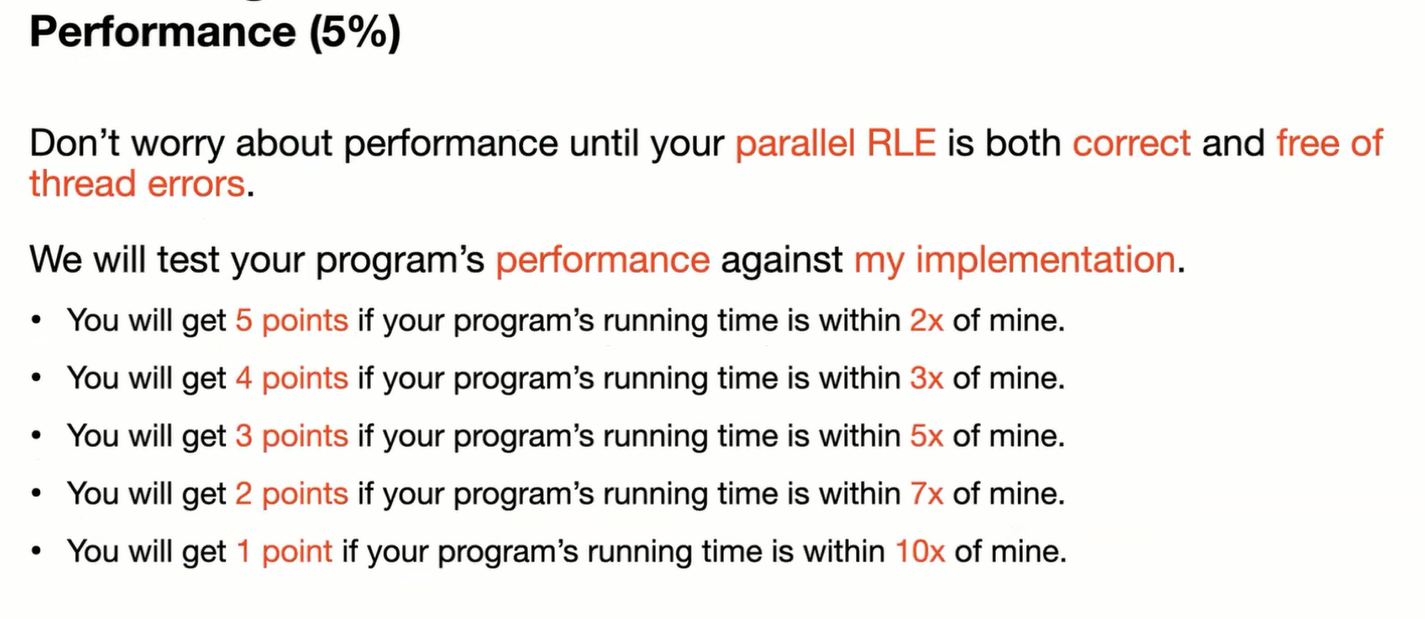 Performance (5%)
Don’t worry about performance until your parallel RLE is both correct and free of
thread errors.
We will test your program’s performance against my implementation.
• You will get 5 points if your program’s running time is within 2x of mine.
• You will get 4 points if your program’s running time is within 3x of mine.
• You will get 3 points if your program’s running time is within 5x of mine.
• You will get 2 points if your program’s running time is within 7x of mine.
• You will get 1 point if your program’s running time is within 10x of mine.